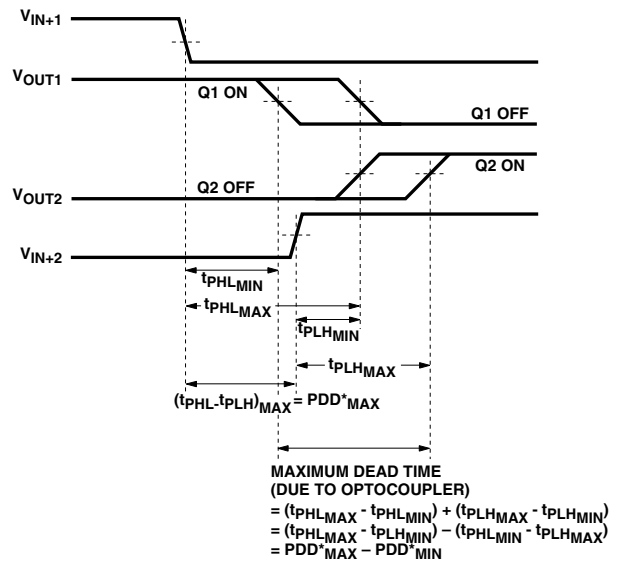 VIN+1
VOUT1
Q1 ON
Q1 OFF
Q2 OFF
Q2 ON
VOUT2
VIN+2
tPHLMIN
tPHLMAX
tPLHMIN
tPLHMAX
(tPHL-tPLH)MAX = PDD*MAX
MAXIMUM DEAD TIME
(DUE TO OPTOCOUPLER)
= (tPHLMAX - tPHLMIN) + (tPLHMAX - tPLHMIN)
= (tPHLMAX - tPLHMIN) – (tPHLMIN - tPLHMAX)
= PDD*MAX – PDD*MIN